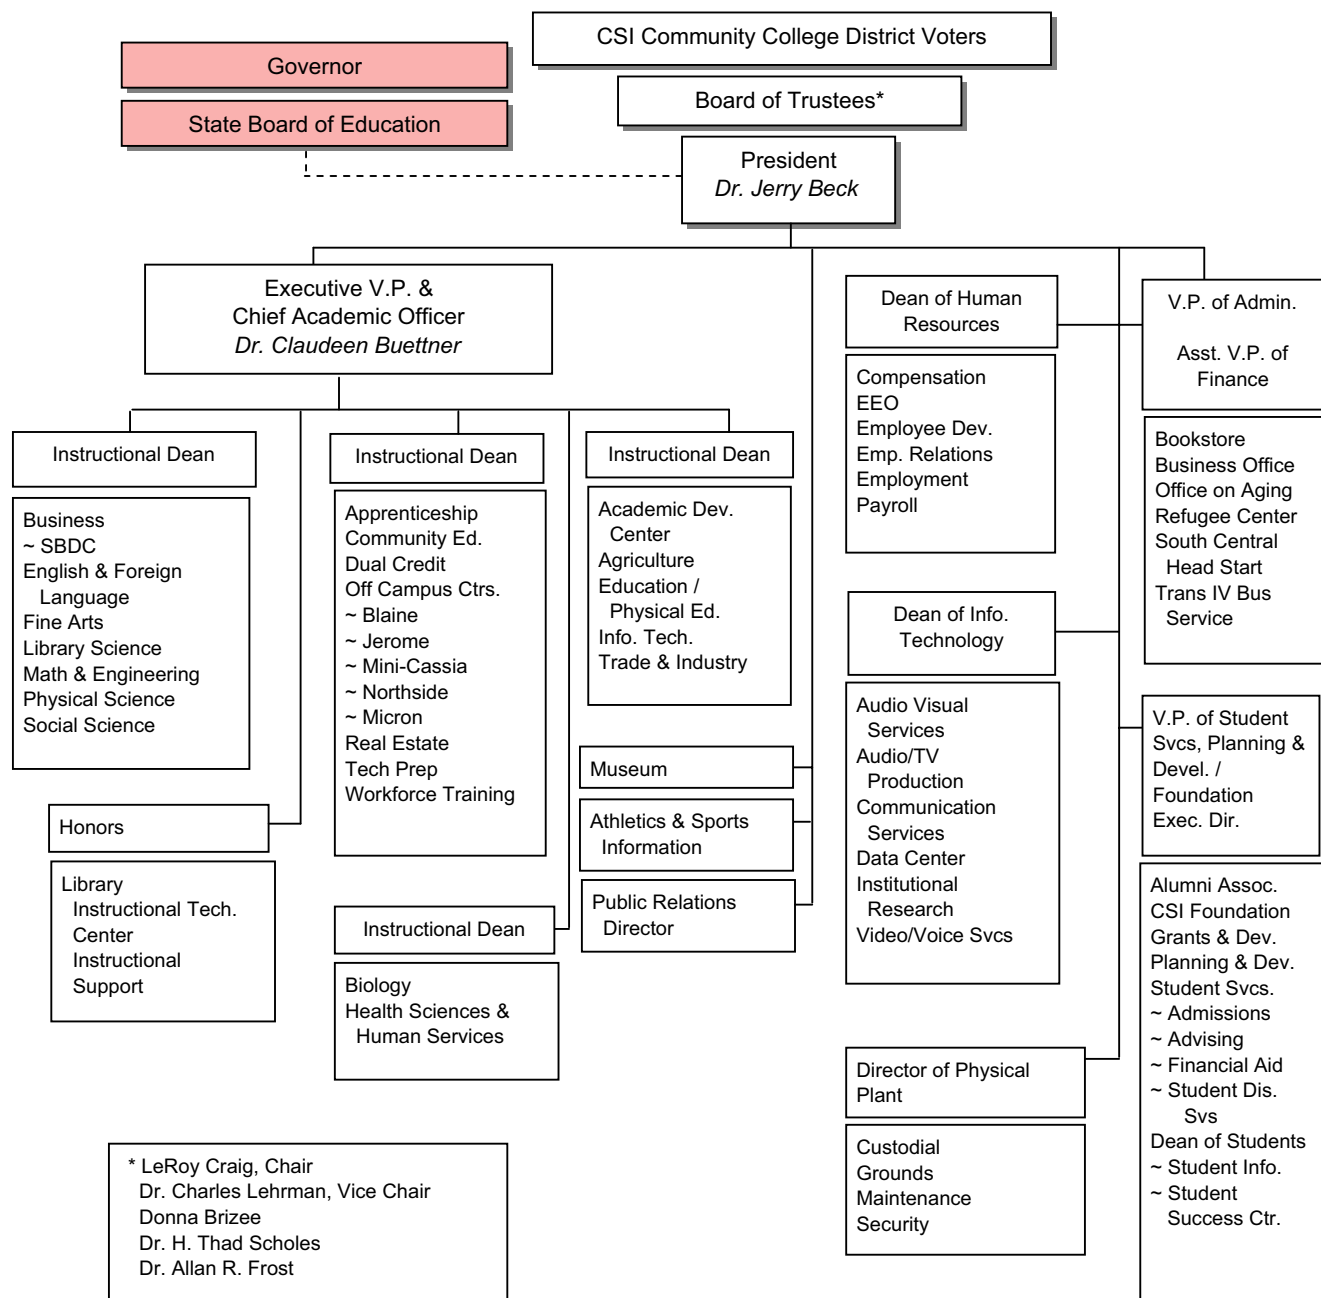 CSI Community College District Voters
Governor
Board of Trustees*
State Board of Education
President
Dr. Jerry Beck
Executive V.P. &
Chief Academic Officer
Dr. Claudeen Buettner
Dean of Human
Resources
V.P. of Admin.
Asst. V.P. of
Finance
Compensation
EEO
Employee Dev.
Emp. Relations
Employment
Payroll
Bookstore
Business Office
Office on Aging
Refugee Center
South Central
Head Start
Trans IV Bus
Service
Instructional Dean
Business
~ SBDC
English & Foreign
Language
Fine Arts
Library Science
Math & Engineering
Physical Science
Social Science
Instructional Dean
Apprenticeship
Community Ed.
Dual Credit
Off Campus Ctrs.
~ Blaine
~ Jerome
~ Mini-Cassia
~ Northside
~ Micron
Real Estate
Tech Prep
Workforce Training
Instructional Dean
Academic Dev.
Center
Agriculture
Education /
Physical Ed.
Info. Tech.
Trade & Industry
Dean of Info.
Technology
Audio Visual
Services
Audio/TV
Production
Communication
Services
Data Center
Institutional
Research
Video/Voice Svcs
V.P. of Student
Svcs, Planning &
Devel. /
Foundation
Exec. Dir.
Museum
Athletics & Sports
Information
Public Relations
Director
Honors
Library
Instructional Tech.
Center
Instructional
Support
Instructional Dean
Biology
Health Sciences &
Human Services
Alumni Assoc.
CSI Foundation
Grants & Dev.
Planning & Dev.
Student Svcs.
~ Admissions
~ Advising
~ Financial Aid
~ Student Dis.
Svs
Dean of Students
~ Student Info.
~ Student
Success Ctr.
Director of Physical
Plant
Custodial
Grounds
Maintenance
Security
* LeRoy Craig, Chair
Dr. Charles Lehrman, Vice Chair
Donna Brizee
Dr. H. Thad Scholes
Dr. Allan R. Frost